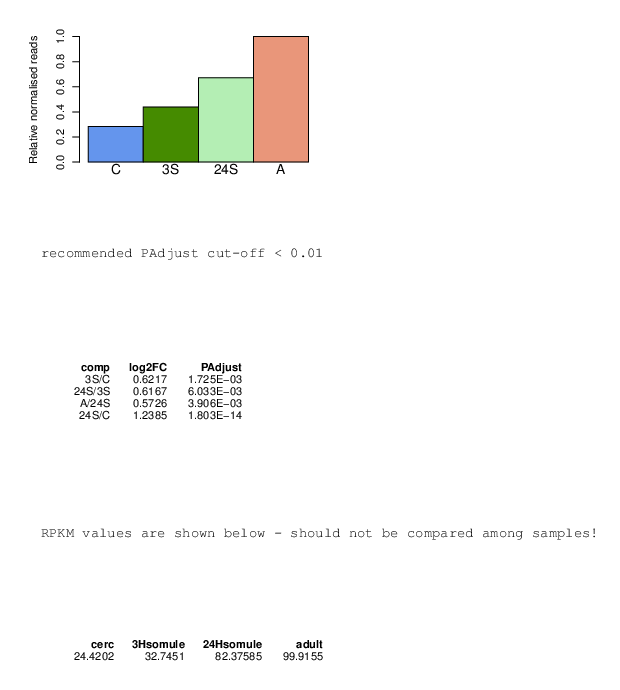 Relative normalised reads
1.0
0.8
0.6
0.4
0.2
0.0
C 3S 24S A
recommended PAdjust cut-off < 0.01
comp log2FC PAdjust
3S/C 0.6217 1.725E−03
24S/3S 0.6167 6.033E−03
A/24S 0.5726 3.906E−03
24S/C 1.2385 1.803E−14
RPKM values are shown below - should not be compared among samples!
cerc 3Hsomule 24Hsomule adult
24.4202 32.7451 82.37585 99.9155